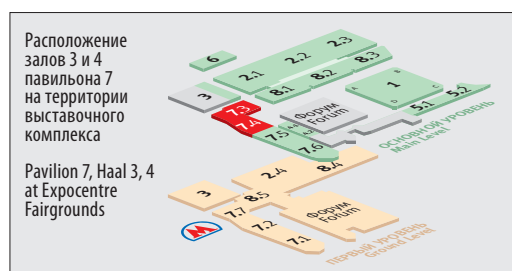 Расположение
залов 3 и 4
павильона 7
на территории
выставочного
комплекса
Pavilion 7, Haal 3, 4
at Expocentre
Fairgrounds
6
2.1
2.2
2.3
3
8.1
8.2
8.3
1
A
B
C
D
7.3
7.4
Форум
Forum
5.1
5.2
7.5
7.6
ОСНОВНОЙ УРОВЕНЬ
Main Level
3
2.4
8.4
8.5
7.7
7.2
7.1
Форум
Forum
ПЕРВЫЙ УРОВЕНЬ
Ground Level
М